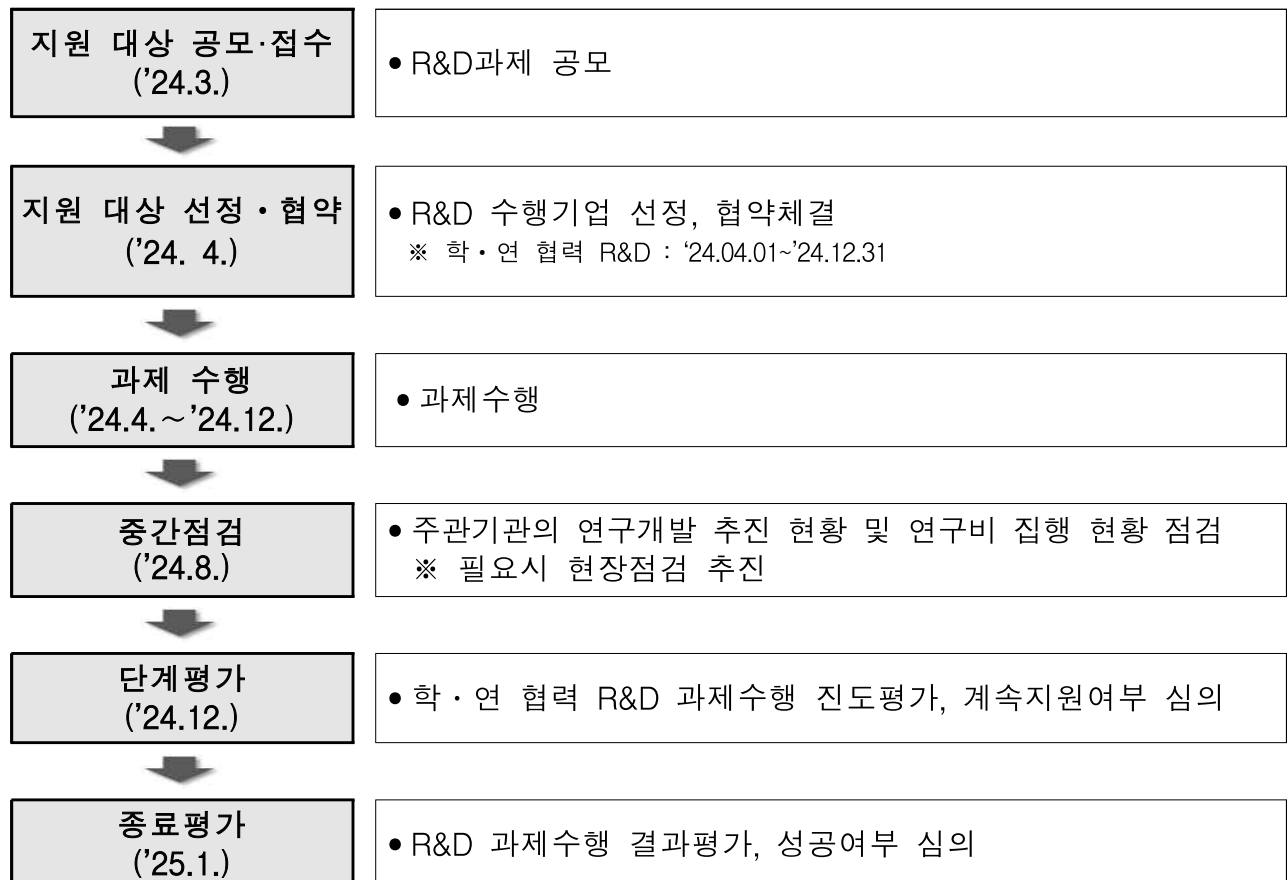 지원 대상 공모·접수
('24.3.)
• R&D과제 공모
지원 대상 선정・협약
('24. 4.)
• R&D 수행기업 선정, 협약체결
※ 학・연 협력 R&D : ‘24.04.01~’24.12.31
과제 수행
(’24.4.～’24.12.)
• 과제수행
중간점검
(’24.8.)
• 주관기관의 연구개발 추진 현황 및 연구비 집행 현황 점검
※ 필요시 현장점검 추진
단계평가
(’24.12.)
• 학・연 협력 R&D 과제수행 진도평가, 계속지원여부 심의
종료평가
(’25.1.)
• R&D 과제수행 결과평가, 성공여부 심의